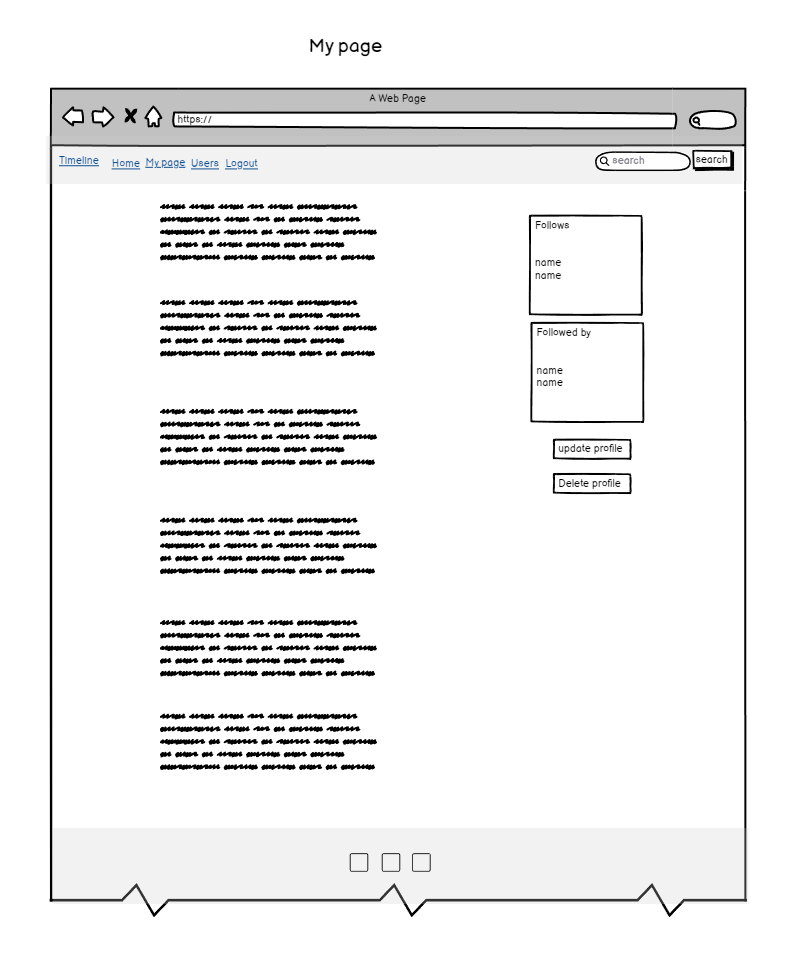 My page
A Web Page
https://
Timeline Home My page Users Logout search search
Follows
name
name
Followed by
name
name
update profile
Delete profile